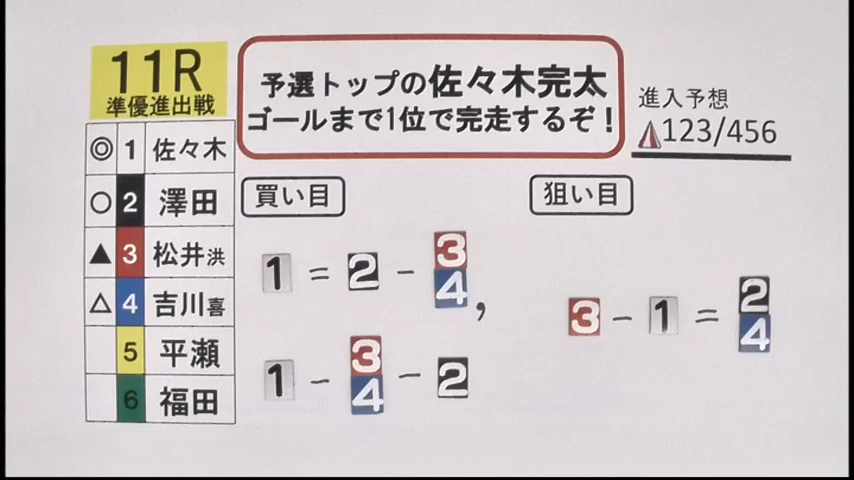 11R
準優進出戦
予選トップの佐々木完太
ゴールまで1位で完走するぞ！
進入予想
123/456
◎ 1 佐々木
○ 2 澤田
▲ 3 松井洪
△ 4 吉川喜
5 平瀬
6 福田
買い目
1 = 2 - 3
4 ,
1 - 3 - 2
4
狙い目
3 - 1 = 2
4